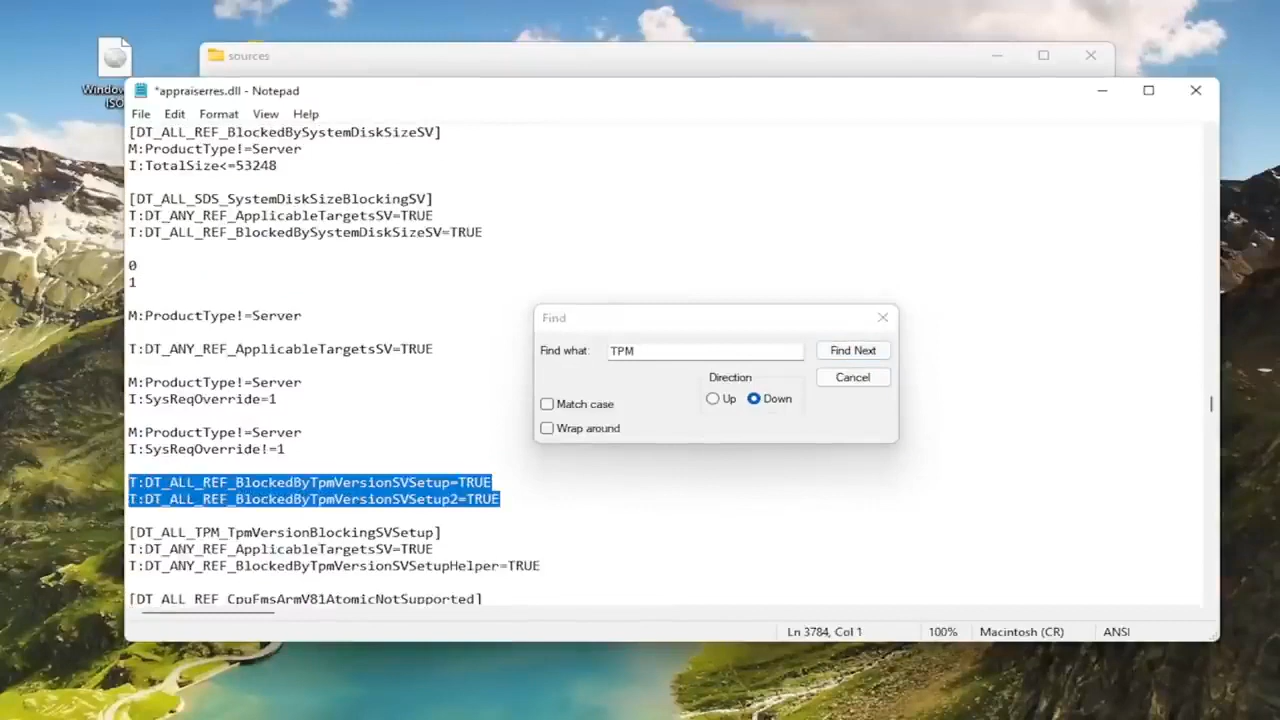 sources
Window
ISO
*appraiserres.dll - Notepad
File Edit Format View Help
[DT_ALL_REF_BlockedBySystemDiskSizeSV]
M:ProductType!=Server
I:TotalSize<=53248
[DT_ALL_SDS_SystemDiskSizeBlockingSV]
T:DT_ANY_REF_ApplicableTargetsSV=TRUE
T:DT_ALL_REF_BlockedBySystemDiskSizeSV=TRUE
0
1
M:ProductType!=Server
T:DT_ANY_REF_ApplicableTargetsSV=TRUE
M:ProductType!=Server
I:SysReqOverride=1
M:ProductType!=Server
I:SysReqOverride!=1
T:DT_ALL_REF_BlockedByTpmVersionSVSetup=TRUE
T:DT_ALL_REF_BlockedByTpmVersionSVSetup2=TRUE
[DT_ALL_TPM_TpmVersionBlockingSVSetup]
T:DT_ANY_REF_ApplicableTargetsSV=TRUE
T:DT_ANY_REF_BlockedByTpmVersionSVSetupHelper=TRUE
[DT_ALL_REF_CpuFmsArmV81AtomicNotSupported]
Find
Find what: TPM Find Next
Direction Cancel
Up Down
Match case
Wrap around
Ln 3784, Col 1 100% Macintosh (CR) ANSI